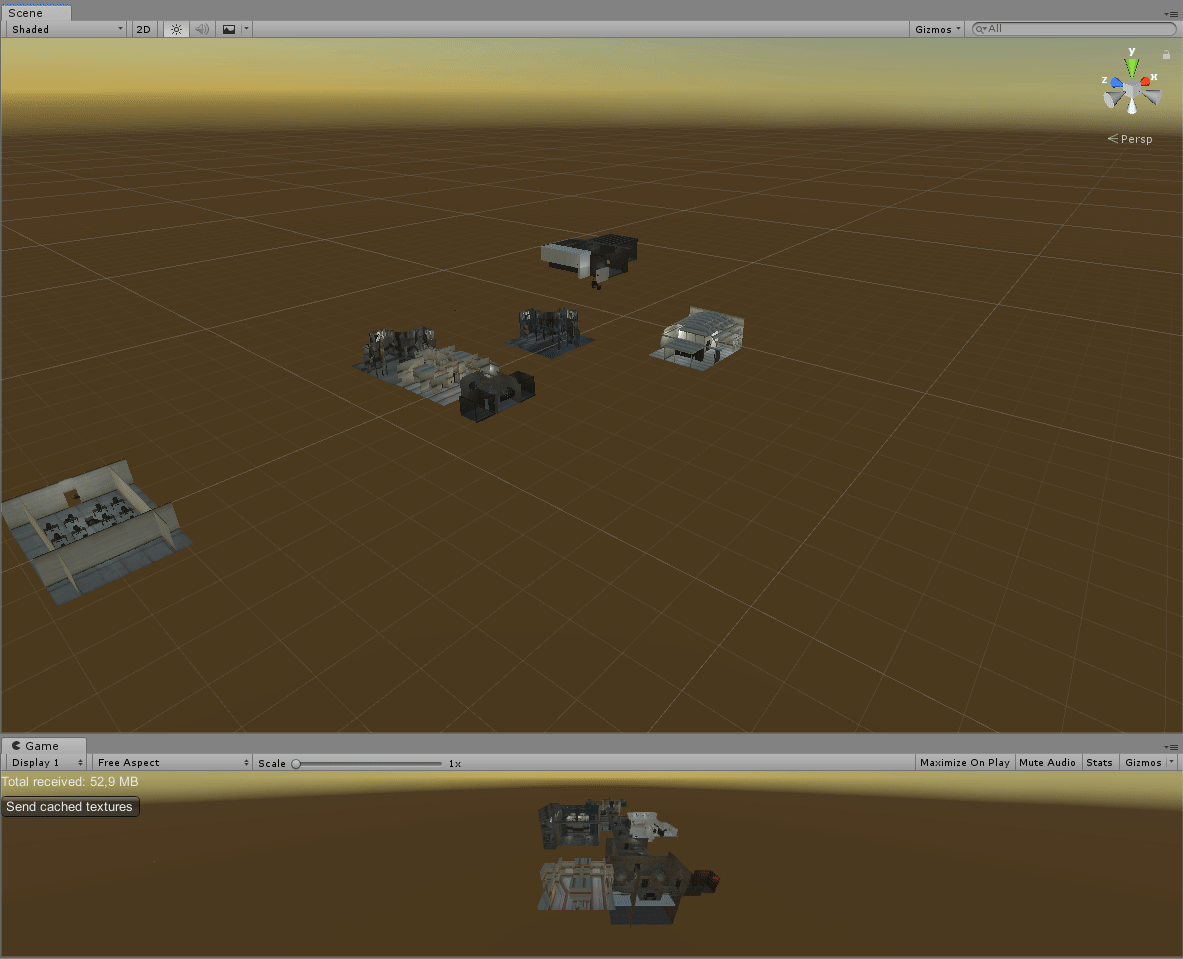 Scene
Shaded 2D Gizmos All
y
z x
Persp
Game
Display 1 Free Aspect Scale 1x Maximize On Play Mute Audio Stats Gizmos
Total received: 52,9 MB
Send cached textures